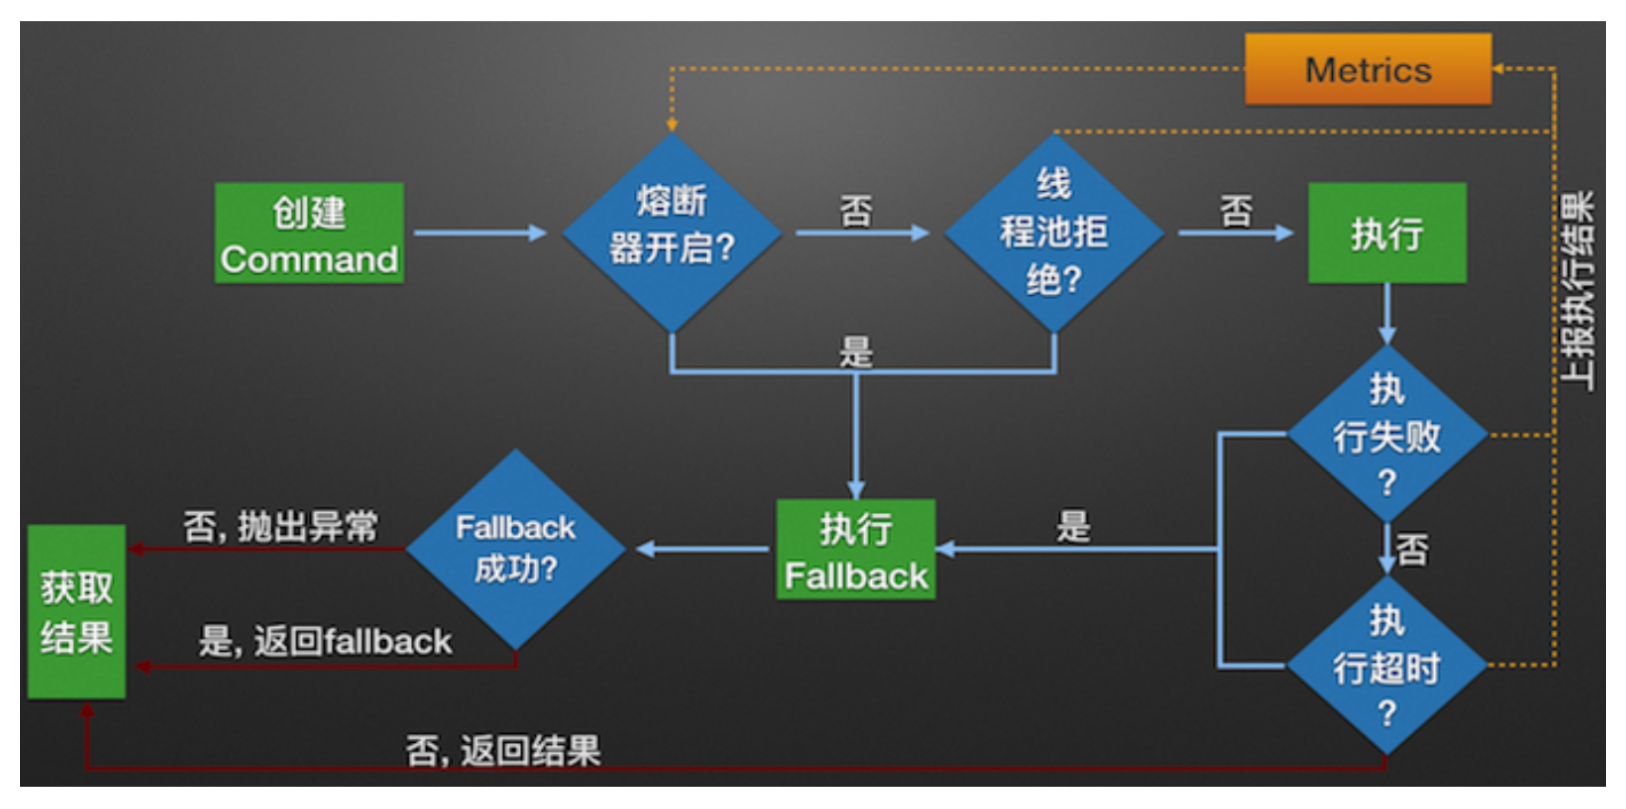 Metrics
创建
Command
熔断
器开启?
否
线
程池拒
绝?
否
执行
上报执行结果
是
执
行失败
?
否
执
行超时
?
是
执行
Fallback
Fallback
成功?
否, 抛出异常
是, 返回fallback
获取
结果
否, 返回结果